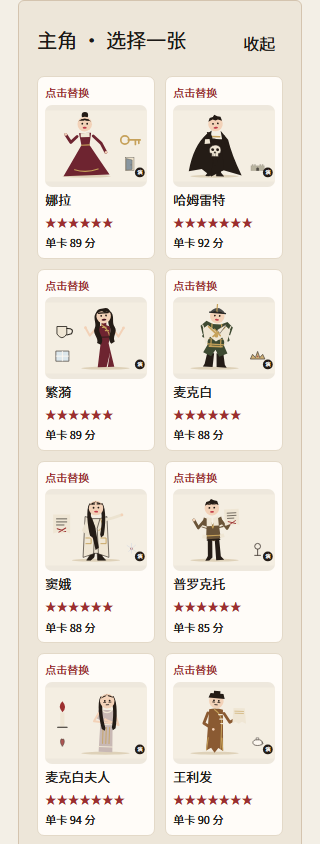 主角 · 选择一张
收起
点击替换
娜拉
★★★★★★
单卡 89 分
点击替换
哈姆雷特
★★★★★★★
单卡 92 分
点击替换
繁漪
★★★★★★
单卡 89 分
点击替换
麦克白
★★★★★★
单卡 88 分
点击替换
窦娥
★★★★★★
单卡 88 分
点击替换
普罗克托
★★★★★★
单卡 85 分
点击替换
麦克白夫人
★★★★★★★
单卡 94 分
点击替换
王利发
★★★★★★★
单卡 90 分